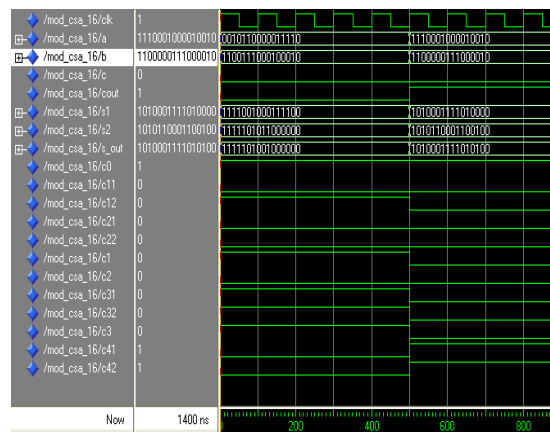 /mod_csa_16/clk 1
/mod_csa_16/a 1110001000010010 0010110000011110 1110001000010010
/mod_csa_16/b 1100000111000010 1100111000100010 1100000111000010
/mod_csa_16/c 0
/mod_csa_16/cout 1
/mod_csa_16/s1 1010001111010000 1111001000111100 1010001111010000
/mod_csa_16/s2 1010110001100100 1111101011000000 1010110001100100
/mod_csa_16/s_out 1010001111010100 1111101001000000 1010001111010100
/mod_csa_16/c0 1
/mod_csa_16/c11 0
/mod_csa_16/c12 0
/mod_csa_16/c21 0
/mod_csa_16/c22 0
/mod_csa_16/c1 0
/mod_csa_16/c2 0
/mod_csa_16/c31 0
/mod_csa_16/c32 0
/mod_csa_16/c3 0
/mod_csa_16/c41 1
/mod_csa_16/c42 1
Now 1400 ns 200 400 600 800